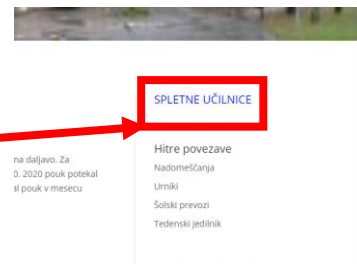 SPLETNE UČILNICE
Hitre povezave
Nadomeščanja
Urniki
Šolski prevozi
Tedenski jedilnik
na daljavo. Za
0. 2020 pouk potekal
al pouk v mesecu